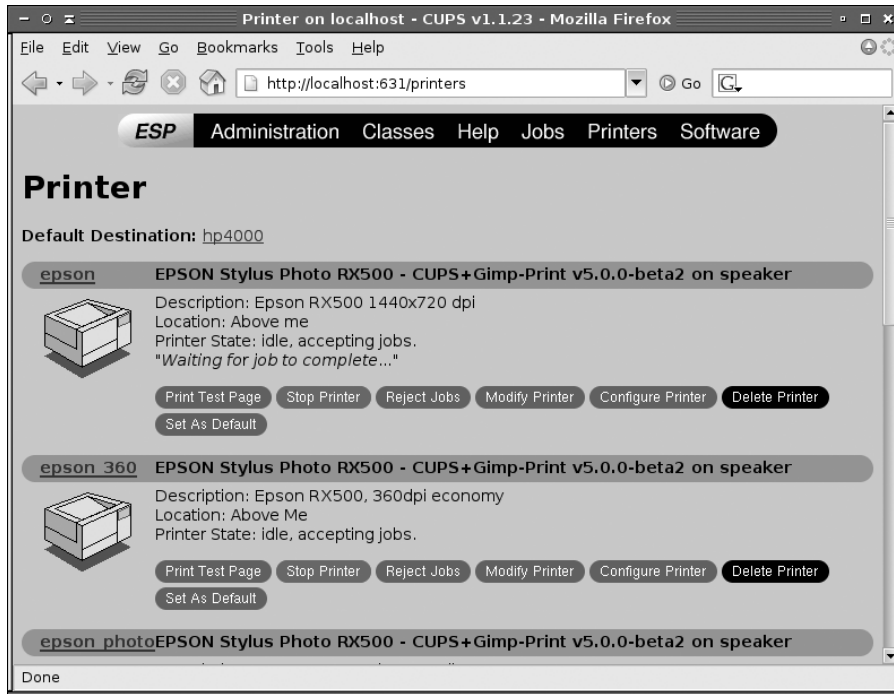 Printer on localhost - CUPS v1.1.23 - Mozilla Firefox
File Edit View Go Bookmarks Tools Help
http://localhost:631/printers Go G
ESP Administration Classes Help Jobs Printers Software
Printer
Default Destination: hp4000
epson EPSON Stylus Photo RX500 - CUPS+Gimp-Print v5.0.0-beta2 on speaker
Description: Epson RX500 1440x720 dpi
Location: Above me
Printer State: idle, accepting jobs.
"Waiting for job to complete..."
Print Test Page Stop Printer Reject Jobs Modify Printer Configure Printer Delete Printer
Set As Default
epson_360 EPSON Stylus Photo RX500 - CUPS+Gimp-Print v5.0.0-beta2 on speaker
Description: Epson RX500, 360dpi economy
Location: Above Me
Printer State: idle, accepting jobs.
Print Test Page Stop Printer Reject Jobs Modify Printer Configure Printer Delete Printer
Set As Default
epson_photo EPSON Stylus Photo RX500 - CUPS+Gimp-Print v5.0.0-beta2 on speaker
Done